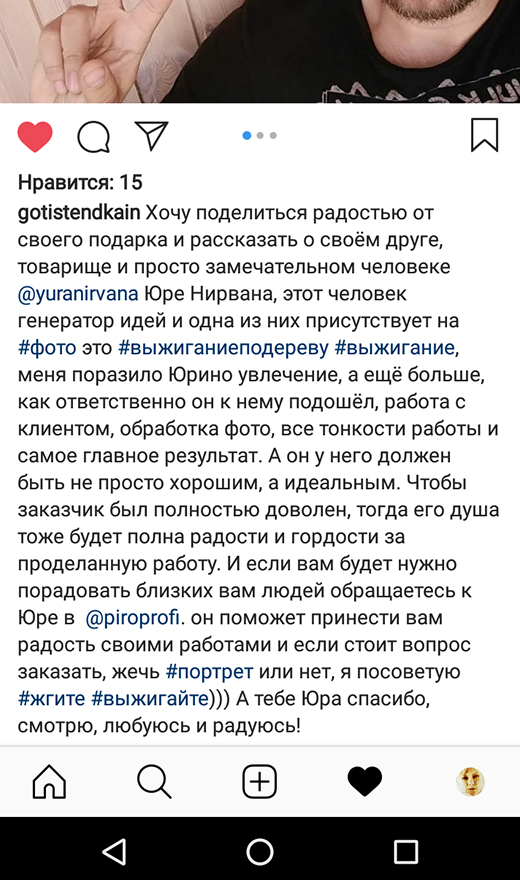 Нравится: 15
gotistendkain Хочу поделиться радостью от
своего подарка и рассказать о своём друге,
товарище и просто замечательном человеке
@yuranirvana Юре Нирвана, этот человек
генератор идей и одна из них присутствует на
#фото это #выжиганиеподереву #выжигание,
меня поразило Юрино увлечение, а ещё больше,
как ответственно он к нему подошёл, работа с
клиентом, обработка фото, все тонкости работы и
самое главное результат. А он у него должен
быть не просто хорошим, а идеальным. Чтобы
заказчик был полностью доволен, тогда его душа
тоже будет полна радости и гордости за
проделанную работу. И если вам будет нужно
порадовать близких вам людей обращаетесь к
Юре в @piroprofi. он поможет принести вам
радость своими работами и если стоит вопрос
заказать, жечь #портрет или нет, я посоветую
#жгите #выжигайте))) А тебе Юра спасибо,
смотрю, любуюсь и радуюсь!